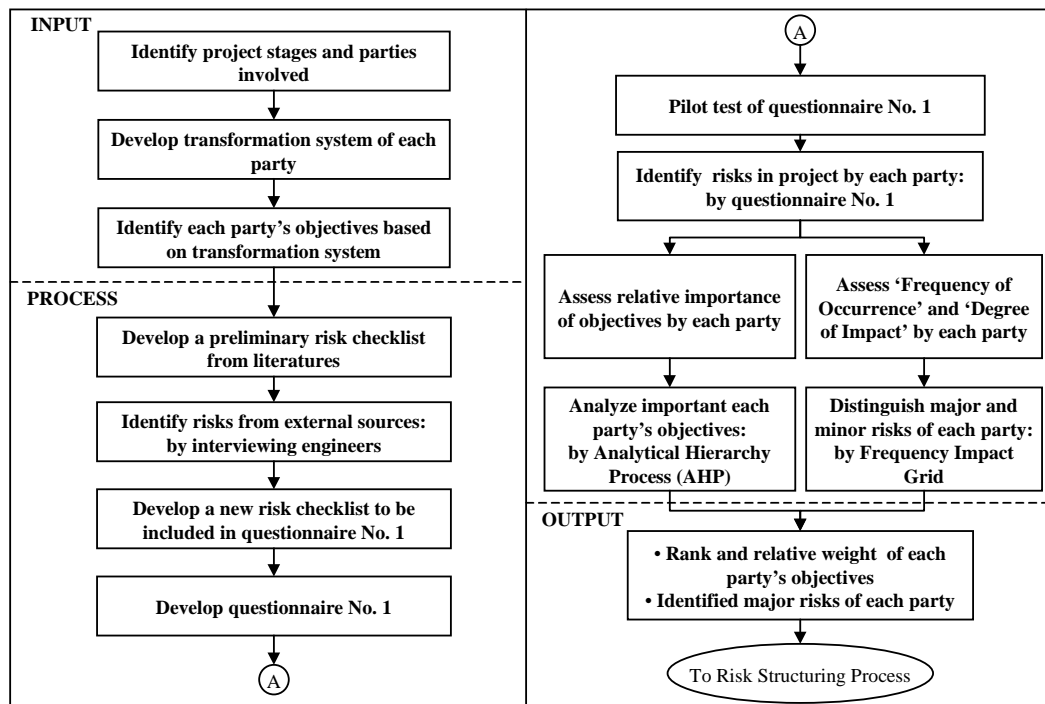 INPUT
Identify project stages and parties
involved
Develop transformation system of each
party
Identify each party's objectives based
on transformation system
PROCESS
Develop a preliminary risk checklist
from literatures
Identify risks from external sources:
by interviewing engineers
Develop a new risk checklist to be
included in questionnaire No. 1
Develop questionnaire No. 1
A
A
Pilot test of questionnaire No. 1
Identify risks in project by each party:
by questionnaire No. 1
Assess relative importance
of objectives by each party
Assess ‘Frequency of
Occurrence’ and ‘Degree
of Impact’ by each party
Analyze important each
party’s objectives:
by Analytical Hierarchy
Process (AHP)
Distinguish major and
minor risks of each party:
by Frequency Impact
Grid
OUTPUT
• Rank and relative weight of each
party’s objectives
• Identified major risks of each party
To Risk Structuring Process